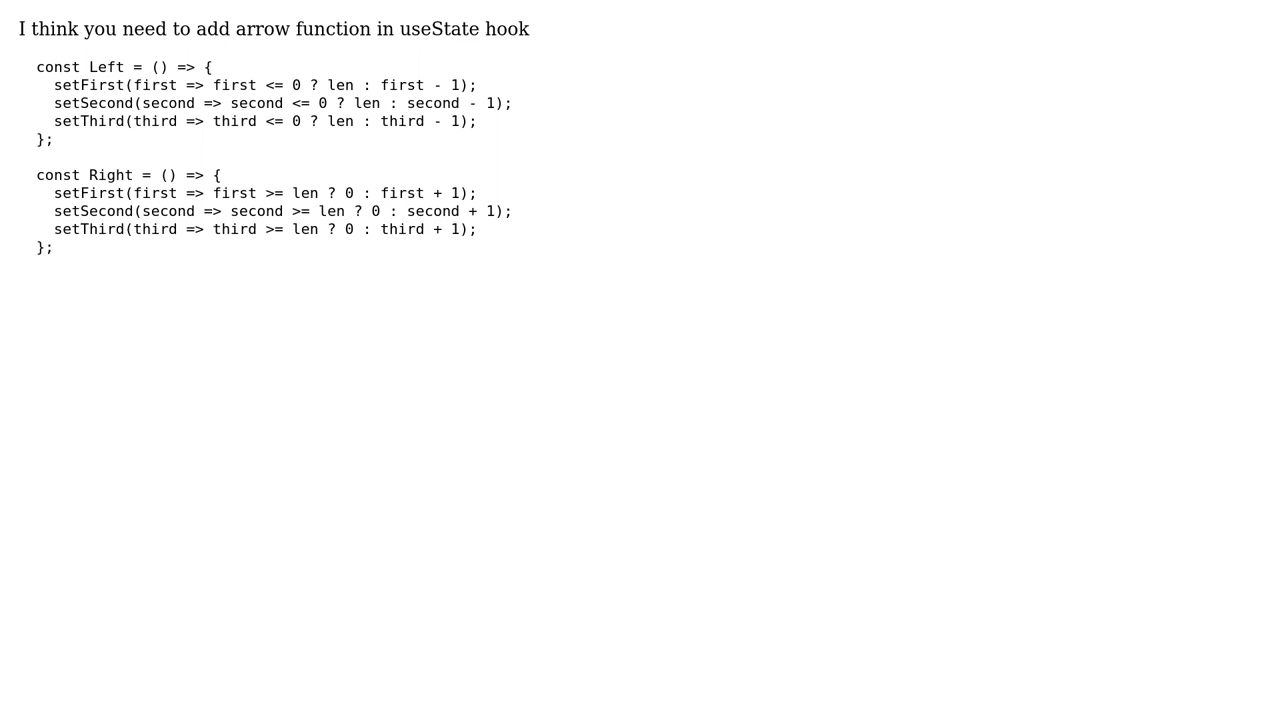 I think you need to add arrow function in useState hook
const Left = () => {
  setFirst(first => first <= 0 ? len : first - 1);
  setSecond(second => second <= 0 ? len : second - 1);
  setThird(third => third <= 0 ? len : third - 1);
};

const Right = () => {
  setFirst(first => first >= len ? 0 : first + 1);
  setSecond(second => second >= len ? 0 : second + 1);
  setThird(third => third >= len ? 0 : third + 1);
};